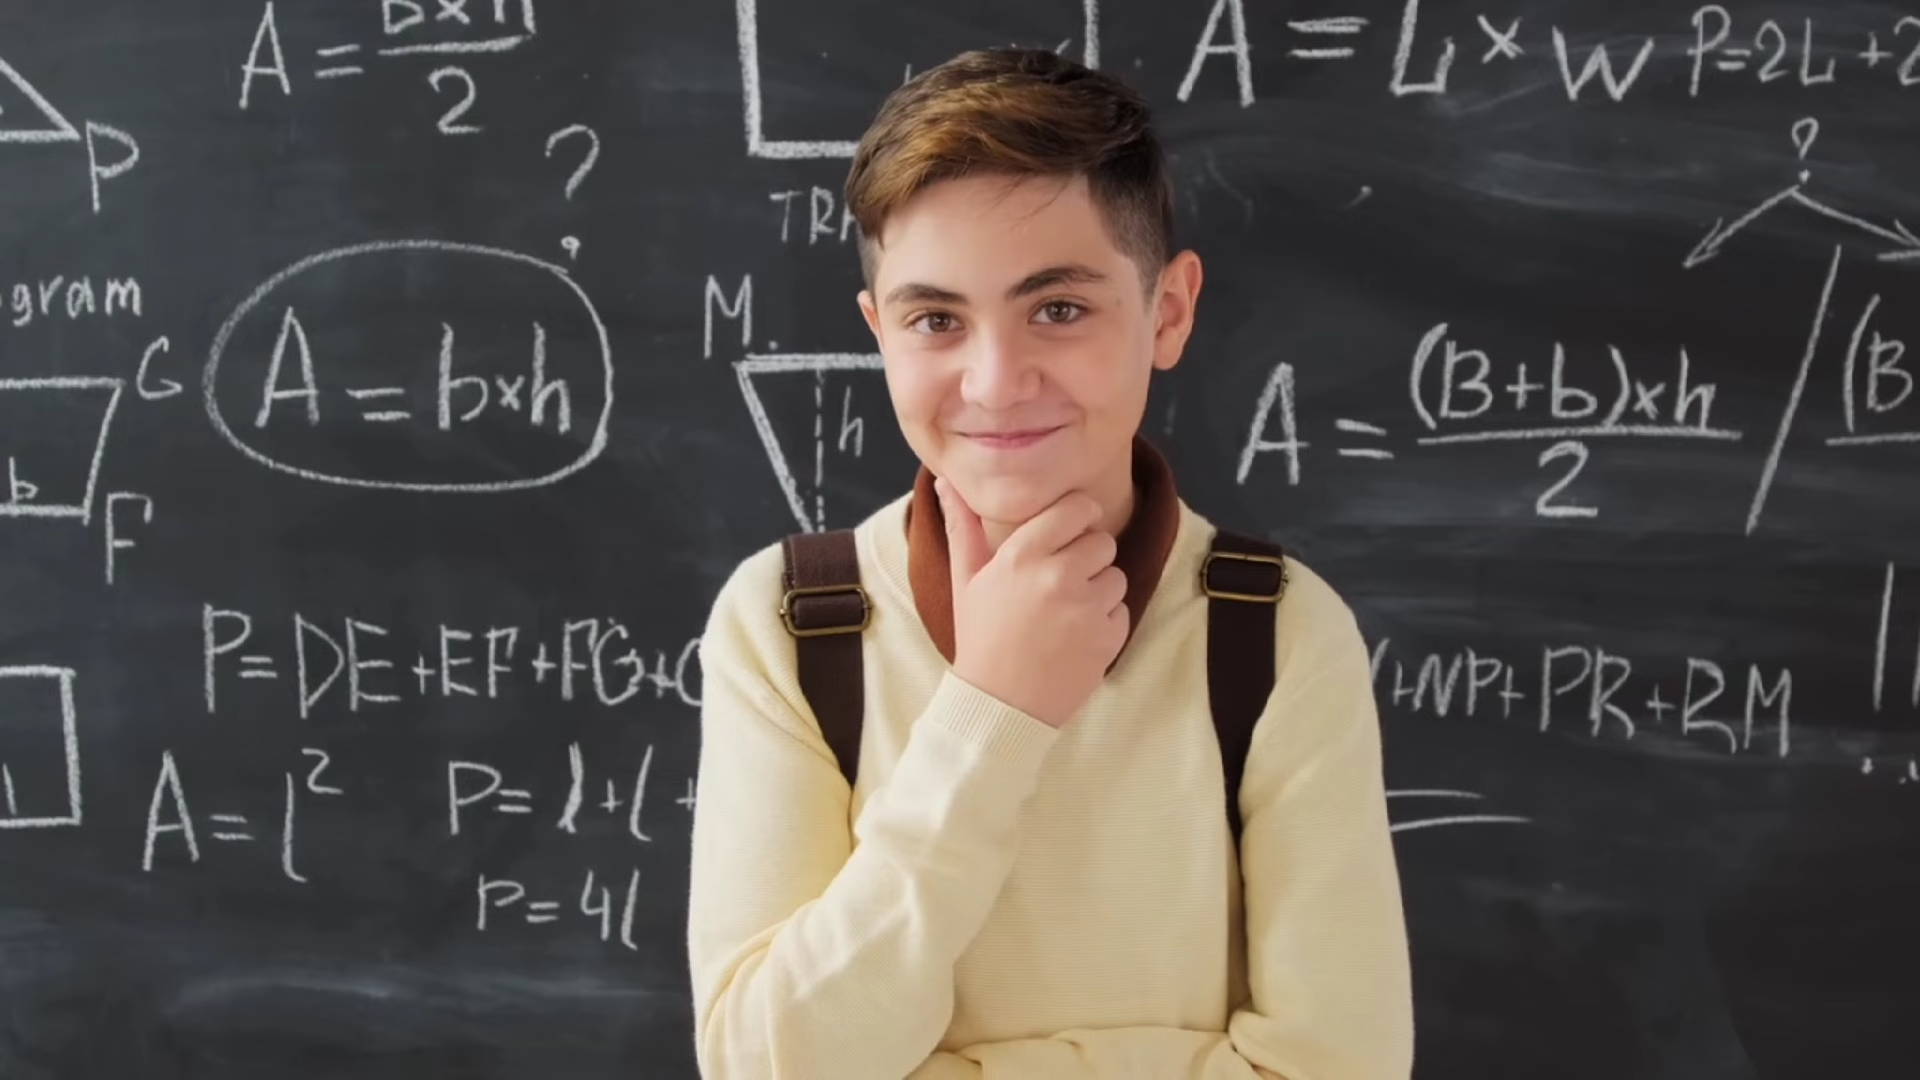 A = b×h
2
?
P
A = L×W P=2L+2
?
gram
G
A = b×h
b
F
M
h
A = (B+b)×h
2
(B
P=DE+EF+FG+
+NP+PR+RM
A = l²
P= l+l+
P=4l